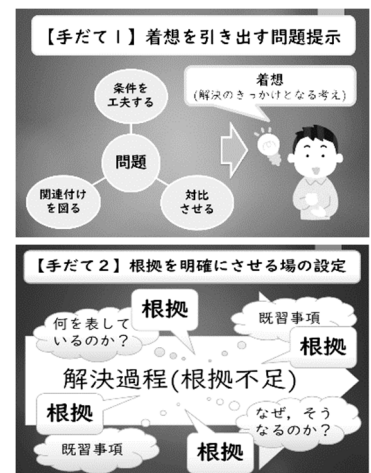 【手だて１】着想を引き出す問題提示
条件を
工夫する
着想
(解決のきっかけとなる考え)
問題
関連付け
を図る
対比
させる
【手だて２】根拠を明確にさせる場の設定
何を表して
いるのか？
根拠
既習事項
根拠
解決過程(根拠不足)
根拠
なぜ，そう
なるのか？
既習事項
根拠